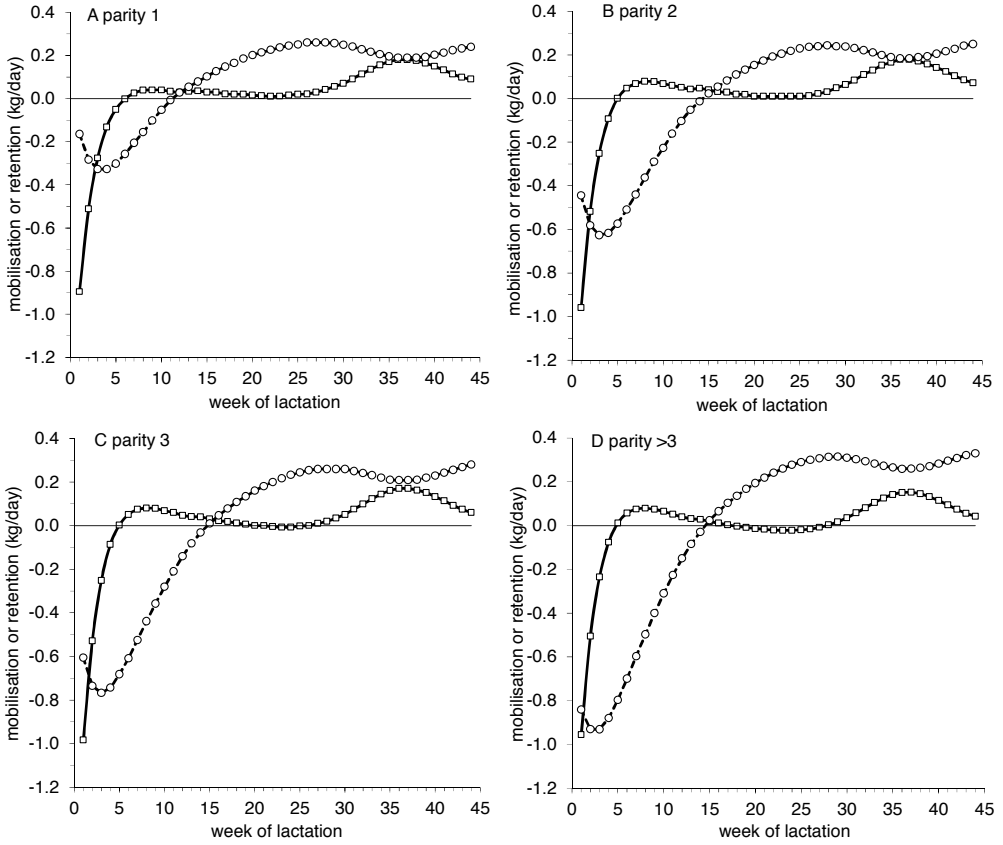 A parity 1
mobilisation or retention (kg/day)
0.4
0.2
0.0
-0.2
-0.4
-0.6
-0.8
-1.0
-1.2
0 5 10 15 20 25 30 35 40 45
week of lactation
B parity 2
mobilisation or retention (kg/day)
0.4
0.2
0.0
-0.2
-0.4
-0.6
-0.8
-1.0
-1.2
0 5 10 15 20 25 30 35 40 45
week of lactation
C parity 3
mobilisation or retention (kg/day)
0.4
0.2
0.0
-0.2
-0.4
-0.6
-0.8
-1.0
-1.2
0 5 10 15 20 25 30 35 40 45
week of lactation
D parity >3
mobilisation or retention (kg/day)
0.4
0.2
0.0
-0.2
-0.4
-0.6
-0.8
-1.0
-1.2
0 5 10 15 20 25 30 35 40 45
week of lactation